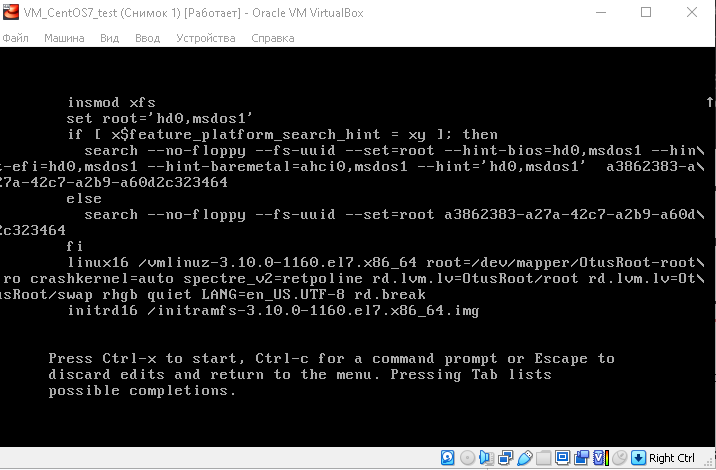 VM_CentOS7_test (Снимок 1) [Работает] - Oracle VM VirtualBox
Файл Машина Вид Ввод Устройства Справка
insmod xfs
set root='hd0,msdos1'
if [ x$feature_platform_search_hint = xy ]; then
search --no-floppy --fs-uuid --set=root --hint-bios=hd0,msdos1 --hin\
t-efi=hd0,msdos1 --hint-baremetal=ahci0,msdos1 --hint='hd0,msdos1'  a3862383-a\
27a-42c7-a2b9-a60d2c323464
else
search --no-floppy --fs-uuid --set=root a3862383-a27a-42c7-a2b9-a60d\
2c323464
fi
linux16 /vmlinuz-3.10.0-1160.el7.x86_64 root=/dev/mapper/OtusRoot-root\
ro crashkernel=auto spectre_v2=retpoline rd.lvm.lv=OtusRoot/root rd.lvm.lv=Ot\
usRoot/swap rhgb quiet LANG=en_US.UTF-8 rd.break
initrd16 /initramfs-3.10.0-1160.el7.x86_64.img
Press Ctrl-x to start, Ctrl-c for a command prompt or Escape to
discard edits and return to the menu. Pressing Tab lists
possible completions.
Right Ctrl